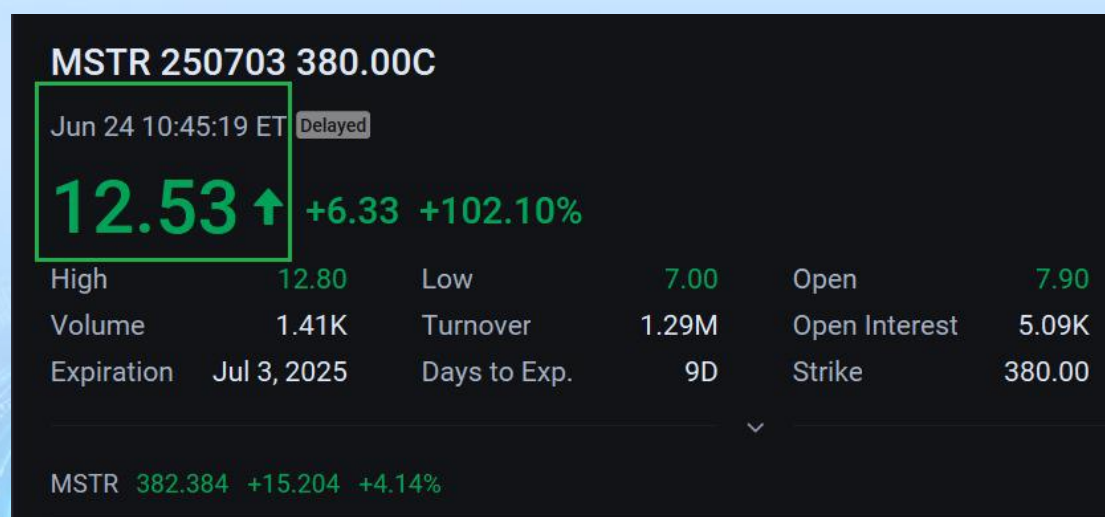 MSTR 250703 380.00C
Jun 24 10:45:19 ET Delayed
12.53 +6.33 +102.10%
High 12.80 Low 7.00 Open 7.90
Volume 1.41K Turnover 1.29M Open Interest 5.09K
Expiration Jul 3, 2025 Days to Exp. 9D Strike 380.00
MSTR 382.384 +15.204 +4.14%